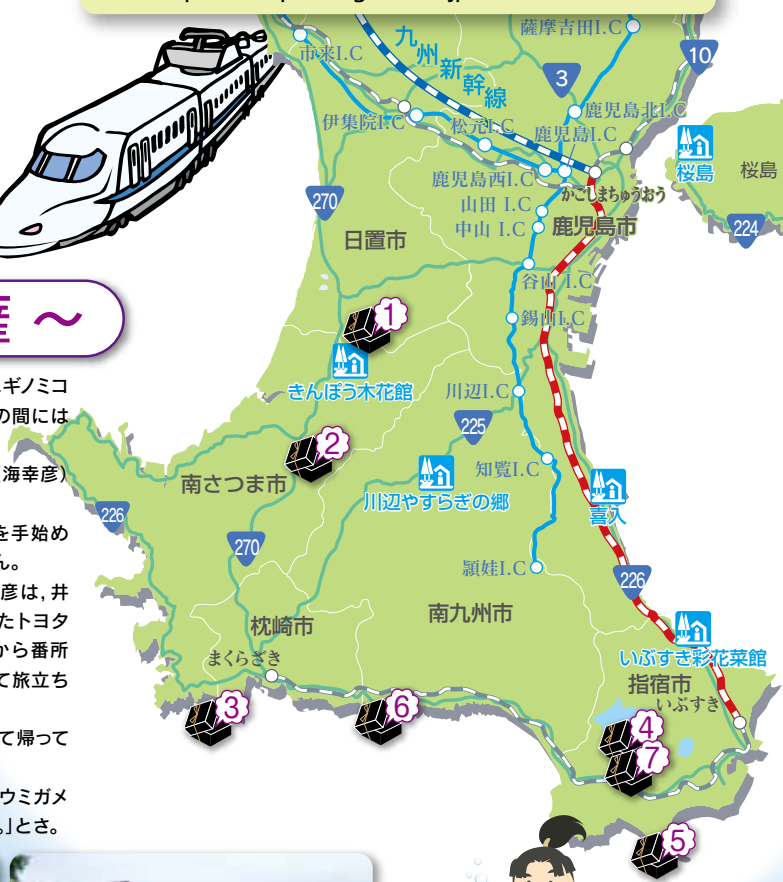 薩摩吉田I.C
市来I.C
九州新幹線
10
3
伊集院I.C
松元I.C
鹿児島北I.C
鹿児島I.C
桜島
桜島
鹿児島西I.C
かごしまちゅうおう
山田 I.C
中山 I.C
鹿児島市
270
224
日置市
谷山 I.C
錫山I.C
1
きんぽう木花館
川辺I.C
225
2
知覧I.C
南さつま市
川辺やすらぎの郷
喜入
226
270
頴娃I.C
226
枕崎市
南九州市
まくらざき
いぶすき彩花菜館
指宿市
いぶすき
3
6
4
7
5
〜
ギノミコ
の間には
海幸彦)
を手始め
ん。
彦は,井
たトヨタ
から番所
て旅立ち
て帰って
ウミガメ
。」とさ。